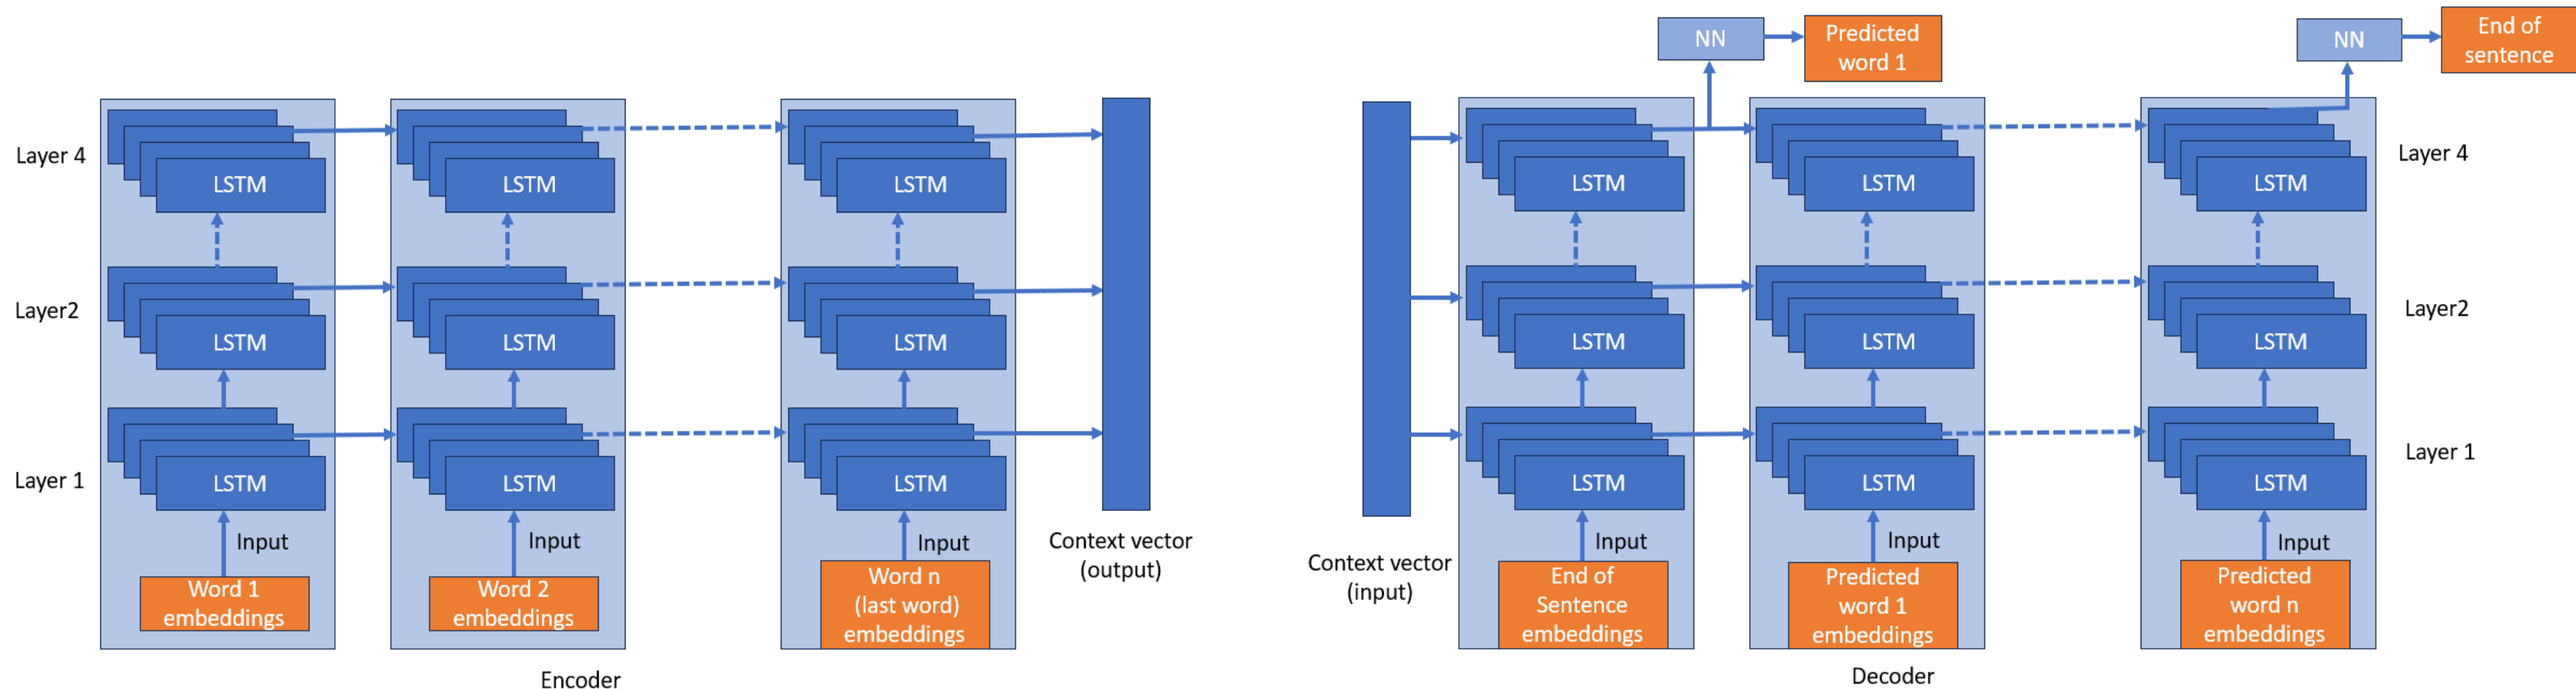 NN
Predicted
word 1
NN
End of
sentence
Layer 4
LSTM
LSTM
LSTM
LSTM
LSTM
LSTM
Layer 4
Layer2
LSTM
LSTM
LSTM
LSTM
LSTM
LSTM
Layer2
Layer 1
LSTM
LSTM
LSTM
LSTM
LSTM
LSTM
Layer 1
Input
Input
Input
Input
Input
Input
Word 1
embeddings
Word 2
embeddings
Word n
(last word)
embeddings
Context vector
(output)
Context vector
(input)
End of
Sentence
embeddings
Predicted
word 1
embeddings
Predicted
word n
embeddings
Encoder
Decoder